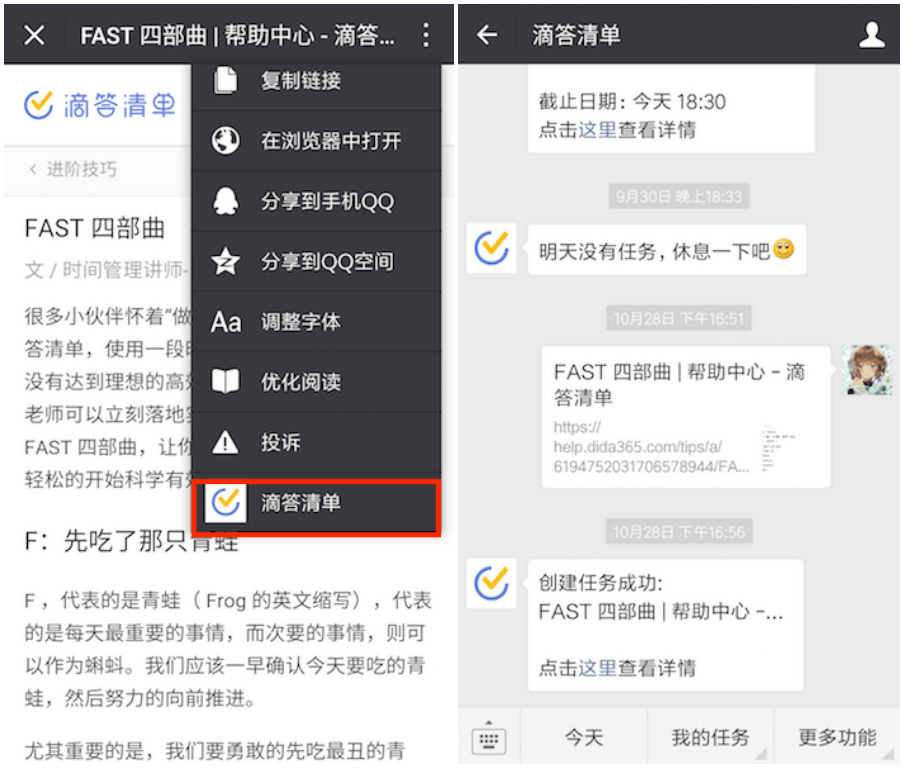 FAST 四部曲 | 帮助中心 - 滴答...
滴答清单
进阶技巧
FAST 四部曲
文 / 时间管理讲师-
很多小伙伴怀着“做
答清单，使用一段
没有达到理想的高
老师可以立刻落地
FAST 四部曲，让
轻松的开始科学有
F：先吃了那只青蛙
F ，代表的是青蛙（ Frog 的英文缩写），代表
的是每天最重要的事情，而次要的事情，则可
以作为蝌蚪。我们应该一早确认今天要吃的青
蛙，然后努力的向前推进。
尤其重要的是，我们要勇敢的先吃最丑的青
复制链接
在浏览器中打开
分享到手机QQ
分享到QQ空间
Aa 调整字体
优化阅读
投诉
滴答清单
滴答清单
截止日期：今天 18:30
点击这里查看详情
9月30日 晚上18:33
明天没有任务，休息一下吧
10月28日 下午16:51
FAST 四部曲 | 帮助中心 - 滴
答清单
https://
help.dida365.com/tips/a/
6194752031706578944/FA...
10月28日 下午16:56
创建任务成功:
FAST 四部曲 | 帮助中心 -...
点击这里查看详情
今天
我的任务
更多功能